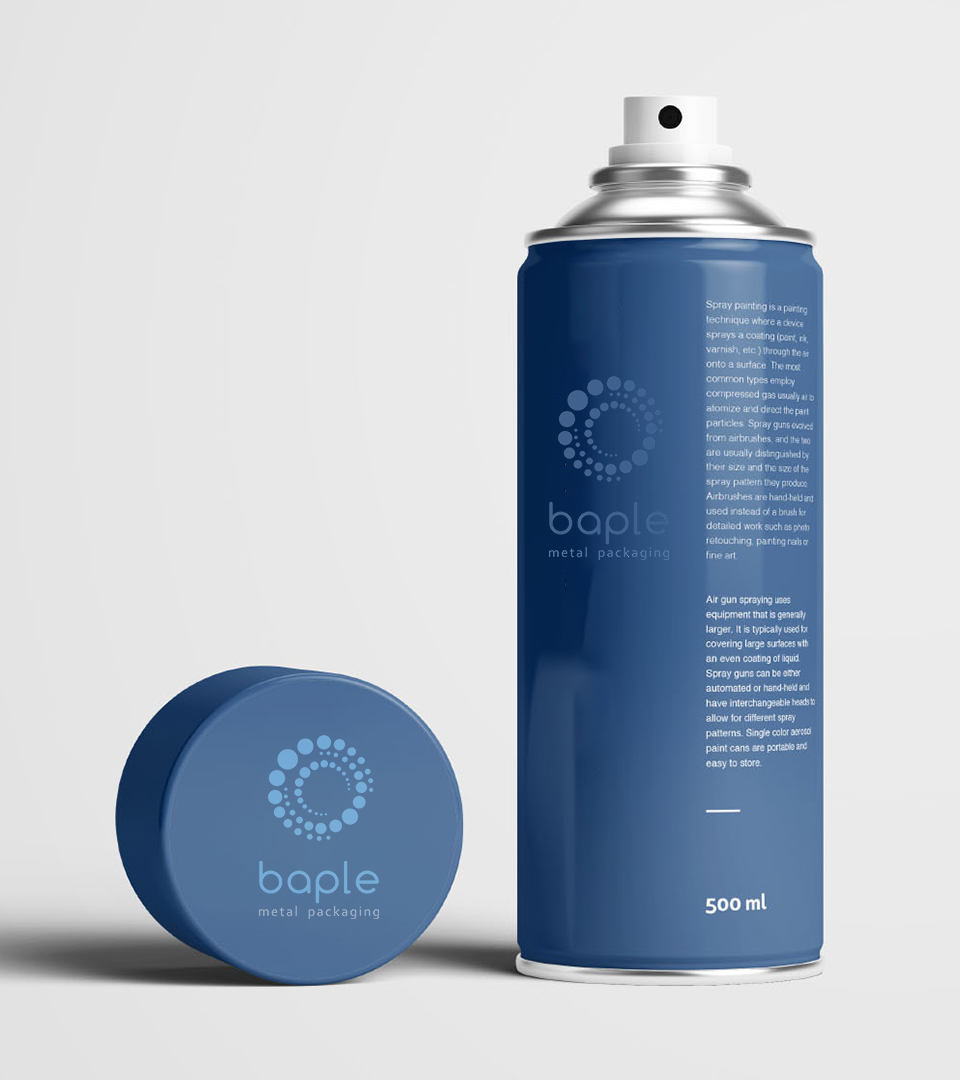 baple
metal packaging
baple
metal packaging
Spray painting is a painting
technique where a device
sprays a coating (paint, ink,
varnish, etc.) through the air
onto a surface. The most
common types employ
compressed gas usually air to
atomize and direct the paint
particles. Spray guns evolved
from airbrushes, and the two
are usually distinguished by
their size and the size of the
spray pattern they produce.
Airbrushes are hand-held and
used instead of a brush for
detailed work such as photo
retouching, painting nails or
fine art.
Air gun spraying uses
equipment that is generally
larger. It is typically used for
covering large surfaces with
an even coating of liquid.
Spray guns can be either
automated or hand-held and
have interchangeable heads to
allow for different spray
patterns. Single color aerosol
paint cans are portable and
easy to store.
500 ml